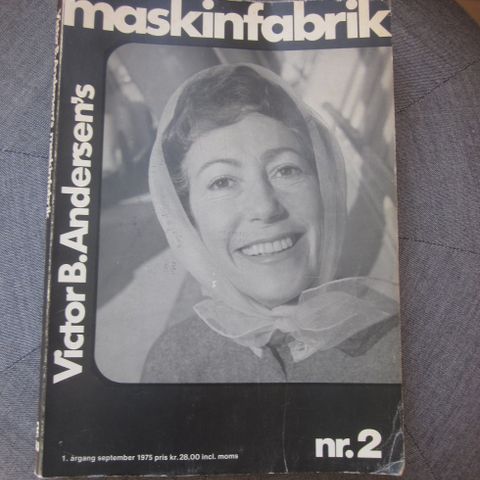 maskinfabrik
Victor B. Andersen's
1. årgang september 1975 pris kr. 28.00 incl. moms
nr. 2